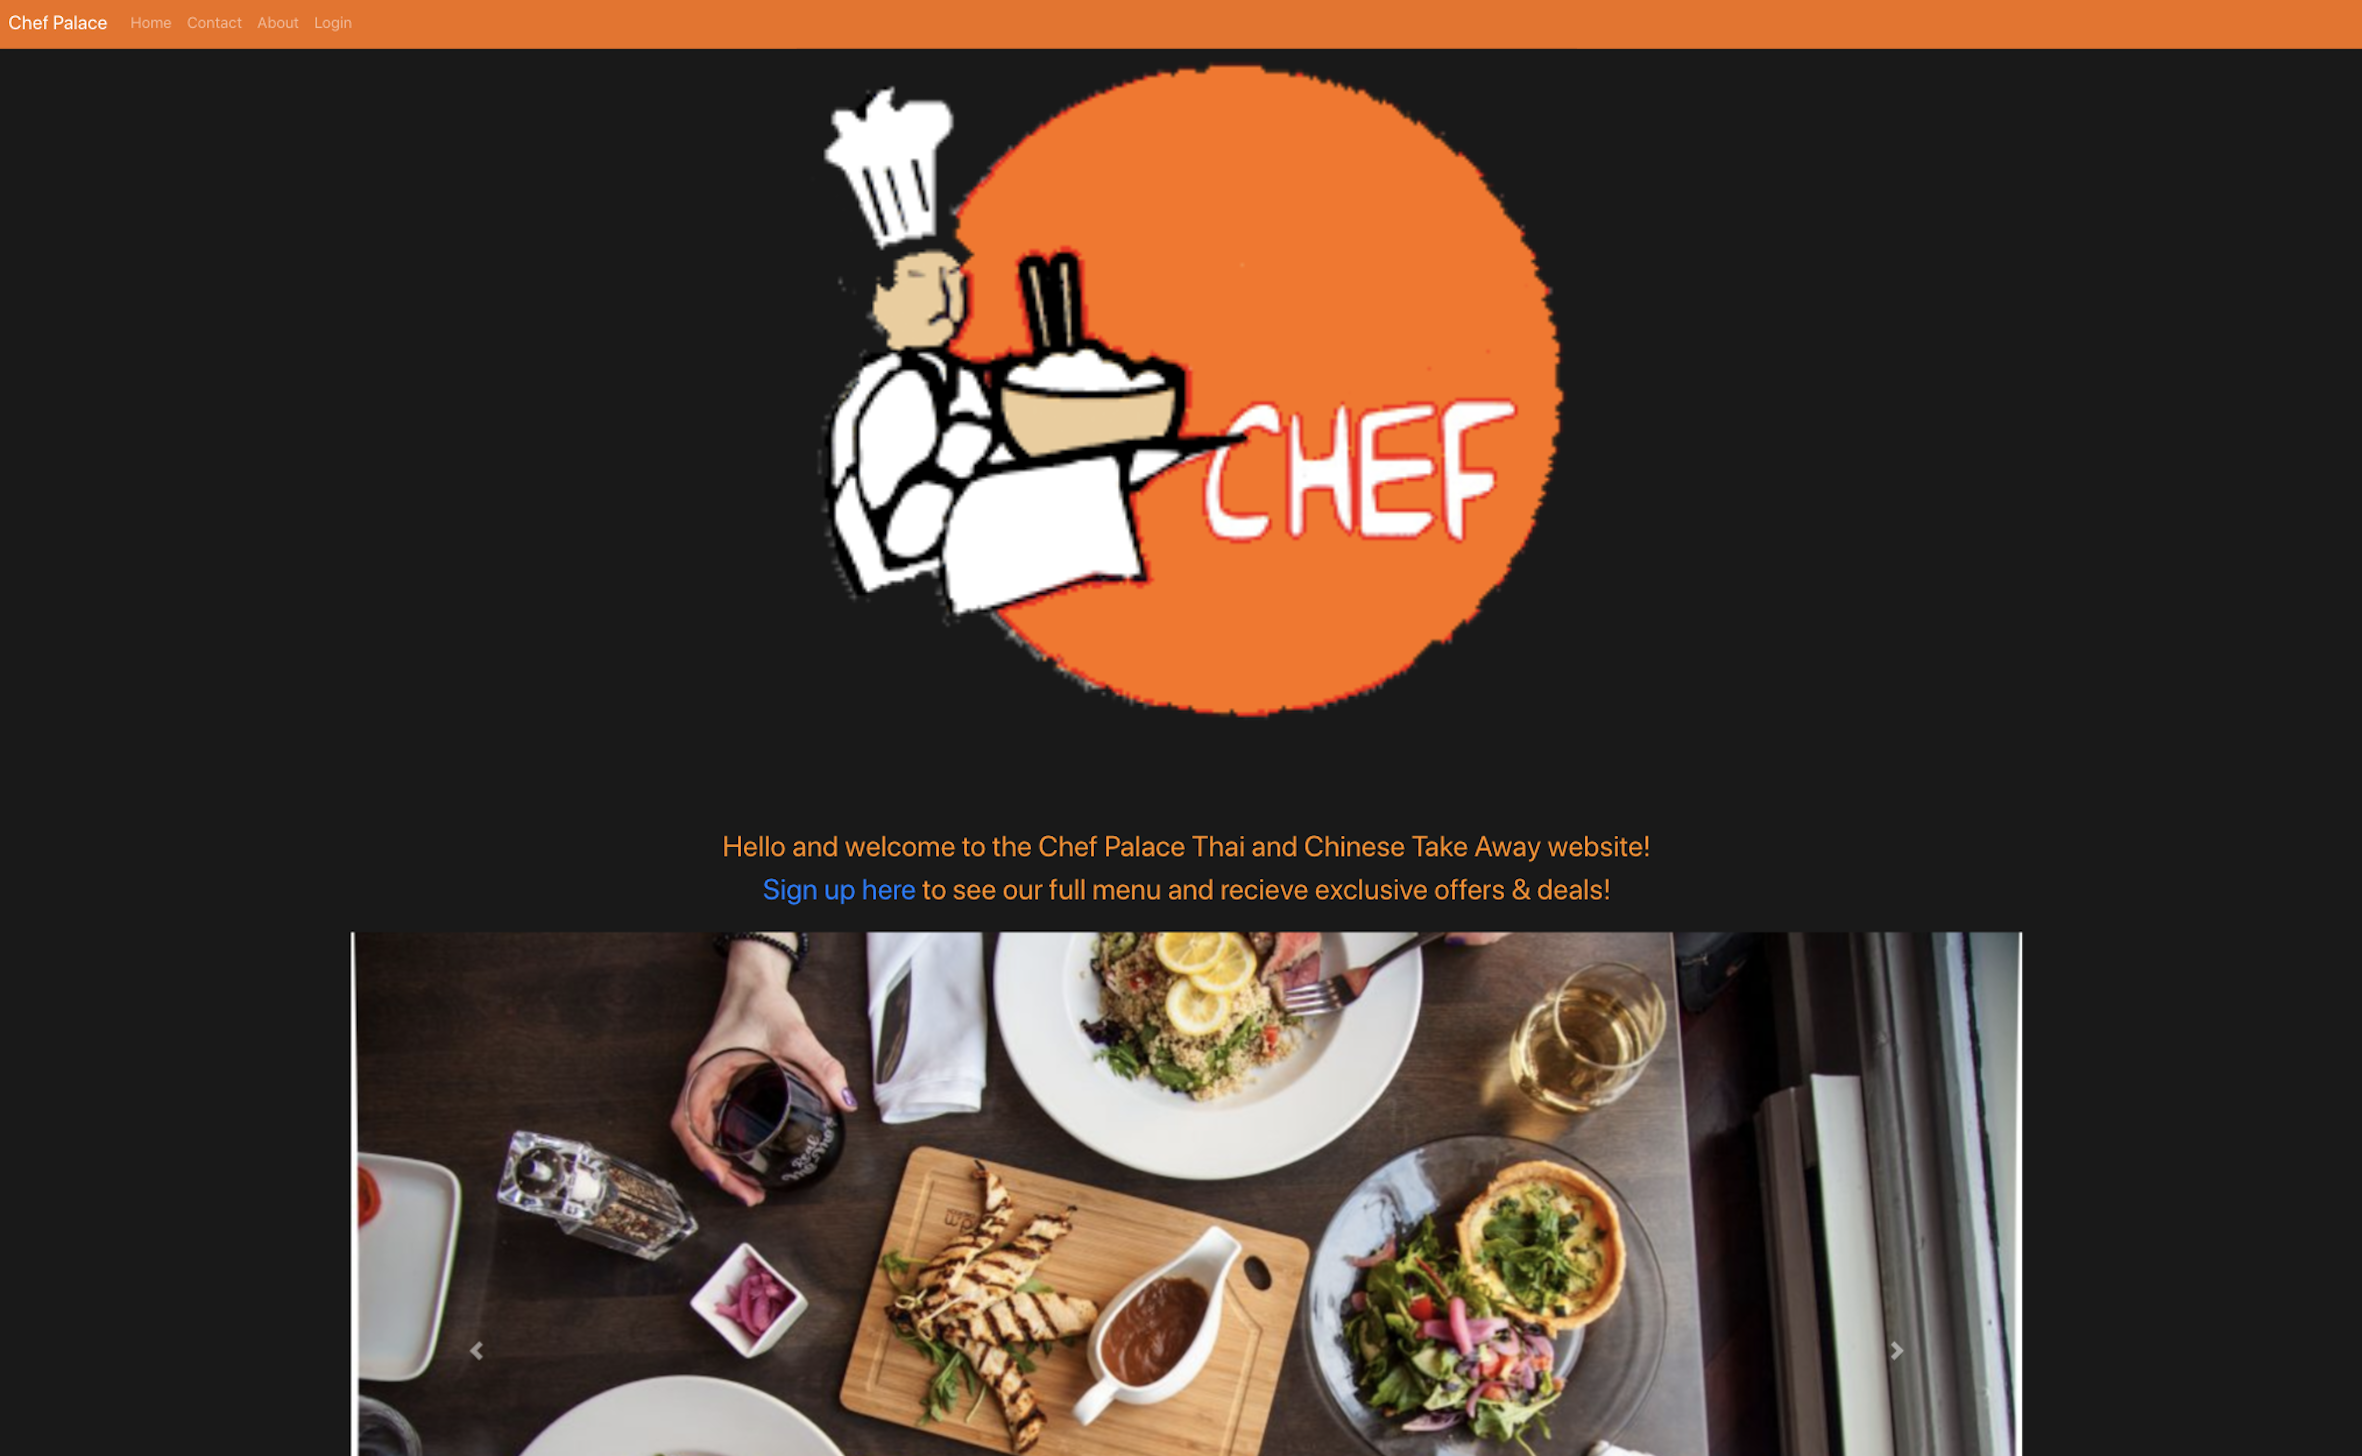 Chef Palace Home Contact About Login
CHEF
Hello and welcome to the Chef Palace Thai and Chinese Take Away website!
Sign up here to see our full menu and recieve exclusive offers & deals!